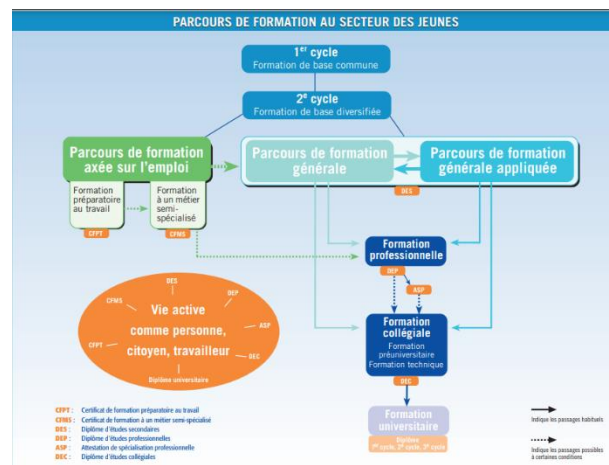 PARCOURS DE FORMATION AU SECTEUR DES JEUNES
1er cycle
Formation de base commune
2e cycle
Formation de base diversifiée
Parcours de formation
axée sur l'emploi
Parcours de formation
générale
Parcours de formation
générale appliquée
DES
Formation
préparatoire
au travail
CFPT
Formation
à un métier
semi-
spécialisé
CFMS
Formation
professionnelle
DEP
ASP
Formation
collégiale
Formation
préuniversitaire
Formation technique
DEC
Formation
universitaire
Diplôme
1er cycle, 2e cycle, 3e cycle
DES
CFMS
DEP
Vie active
comme personne,
citoyen, travailleur
ASP
CFPT
DEC
Diplôme universitaire
CFPT : Certificat de formation préparatoire au travail
CFMS : Certificat de formation à un métier semi-spécialisé
DES : Diplôme d'études secondaires
DEP : Diplôme d'études professionnelles
ASP : Attestation de spécialisation professionnelle
DEC : Diplôme d'études collégiales
Indique les passages habituels
Indique les passages possibles
à certaines conditions